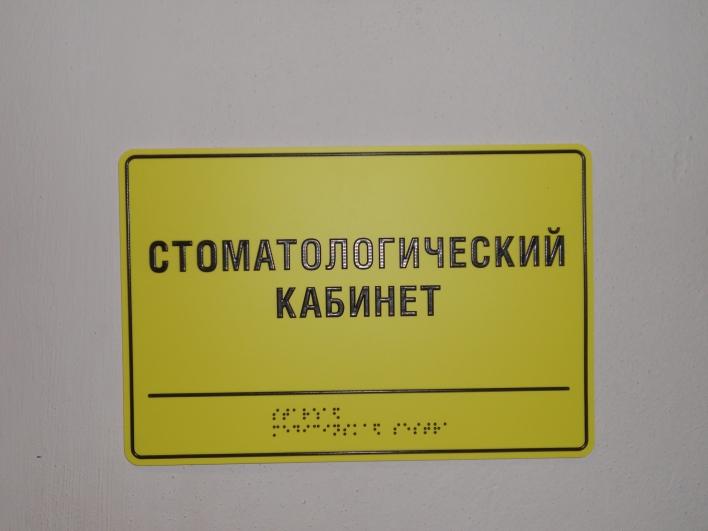 СТОМАТОЛОГИЧЕСКИЙ
КАБИНЕТ
⠎⠞⠁⠗⠱⠁⠫
⠍⠑⠙⠊⠉⠊⠝⠎⠅⠁⠫ ⠎⠑⠎⠞⠗⠁